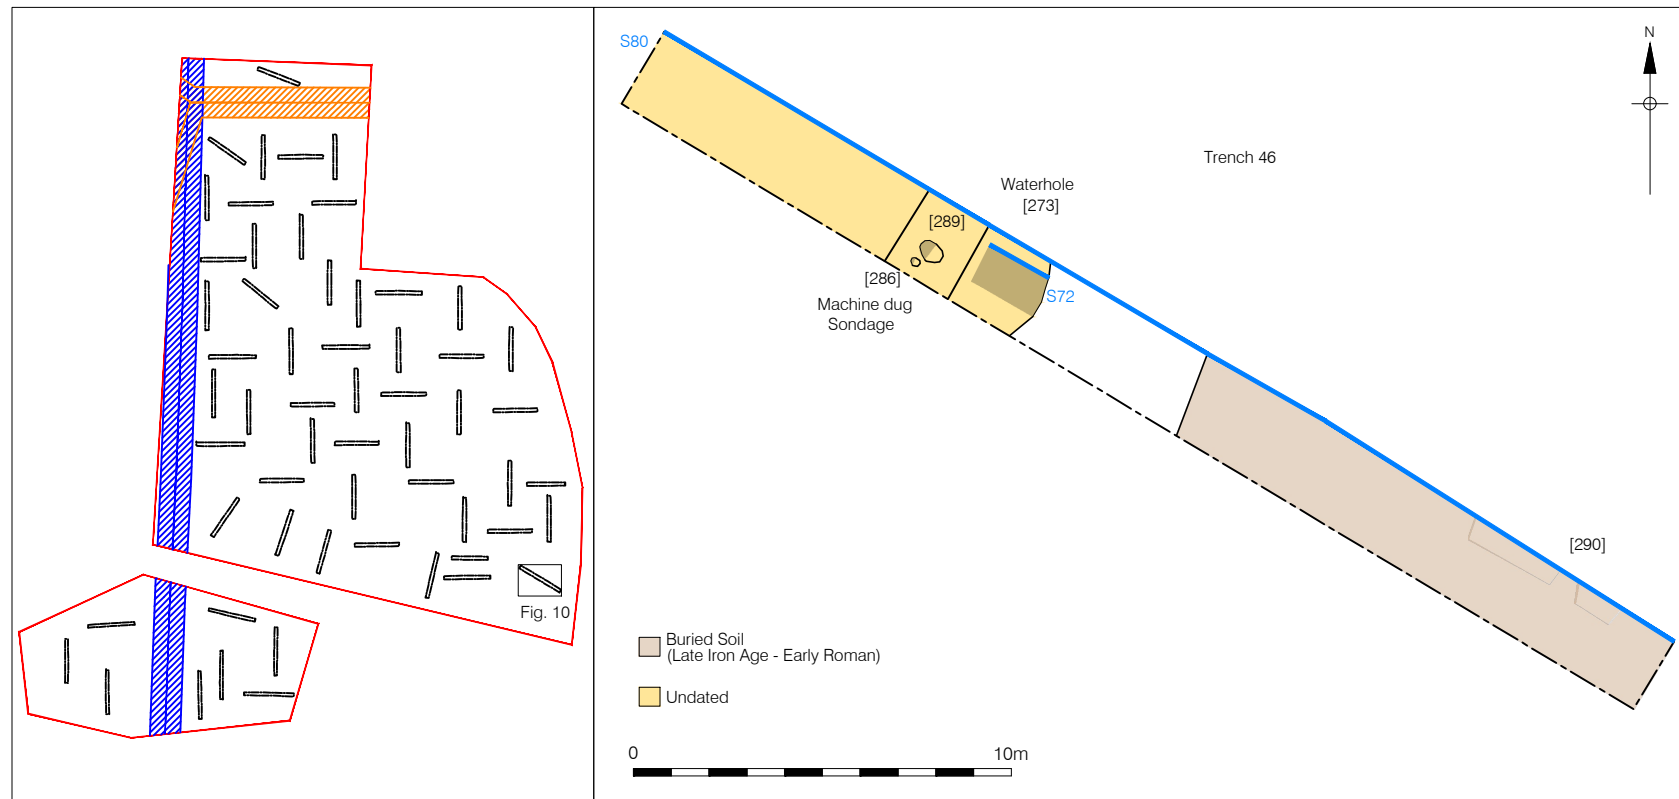 Fig. 10
S80
N
Trench 46
Waterhole
[273]
[289]
[286]
Machine dug
Sondage
S72
[290]
Buried Soil
(Late Iron Age - Early Roman)
Undated
0
10m